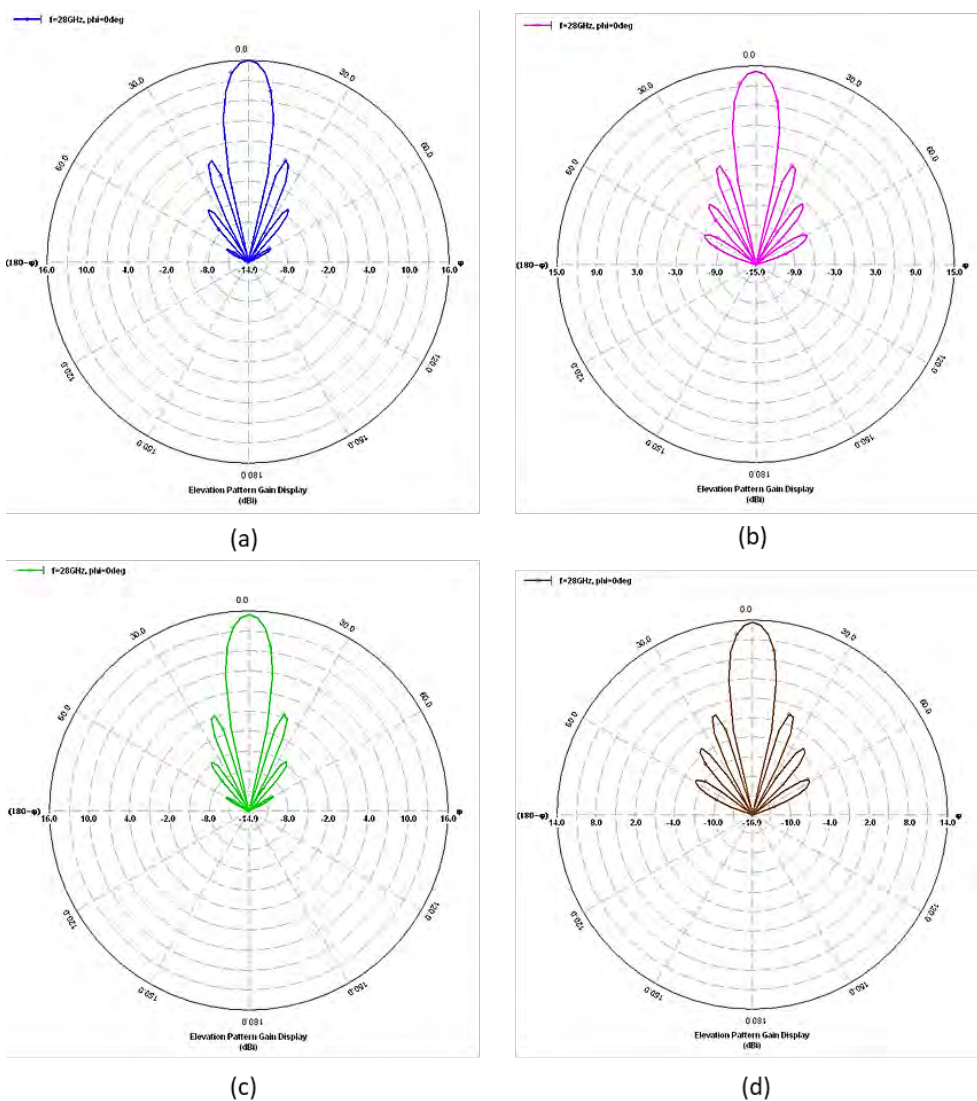 f=28GHz, phi=0deg
0.0
30.0 30.0
60.0 60.0
(180-φ) φ
16.0 10.0 4.0 -2.0 -8.0 -14.9 -8.0 -2.0 4.0 10.0 16.0
120.0 120.0
150.0 150.0
180.0
Elevation Pattern Gain Display
(dBi)
(a)
f=28GHz, phi=0deg
0.0
30.0 30.0
60.0 60.0
(180-φ) φ
15.0 9.0 3.0 -3.0 -9.0 -15.9 -9.0 -3.0 3.0 9.0 15.0
120.0 120.0
150.0 150.0
180.0
Elevation Pattern Gain Display
(dBi)
(b)
f=28GHz, phi=0deg
0.0
30.0 30.0
60.0 60.0
(180-φ) φ
16.0 10.0 4.0 -2.0 -8.0 -14.9 -8.0 -2.0 4.0 10.0 16.0
120.0 120.0
150.0 150.0
180.0
Elevation Pattern Gain Display
(dBi)
(c)
f=28GHz, phi=0deg
0.0
30.0 30.0
60.0 60.0
(180-φ) φ
14.0 8.0 2.0 -4.0 -10.0 -16.9 -10.0 -4.0 2.0 8.0 14.0
120.0 120.0
150.0 150.0
180.0
Elevation Pattern Gain Display
(dBi)
(d)